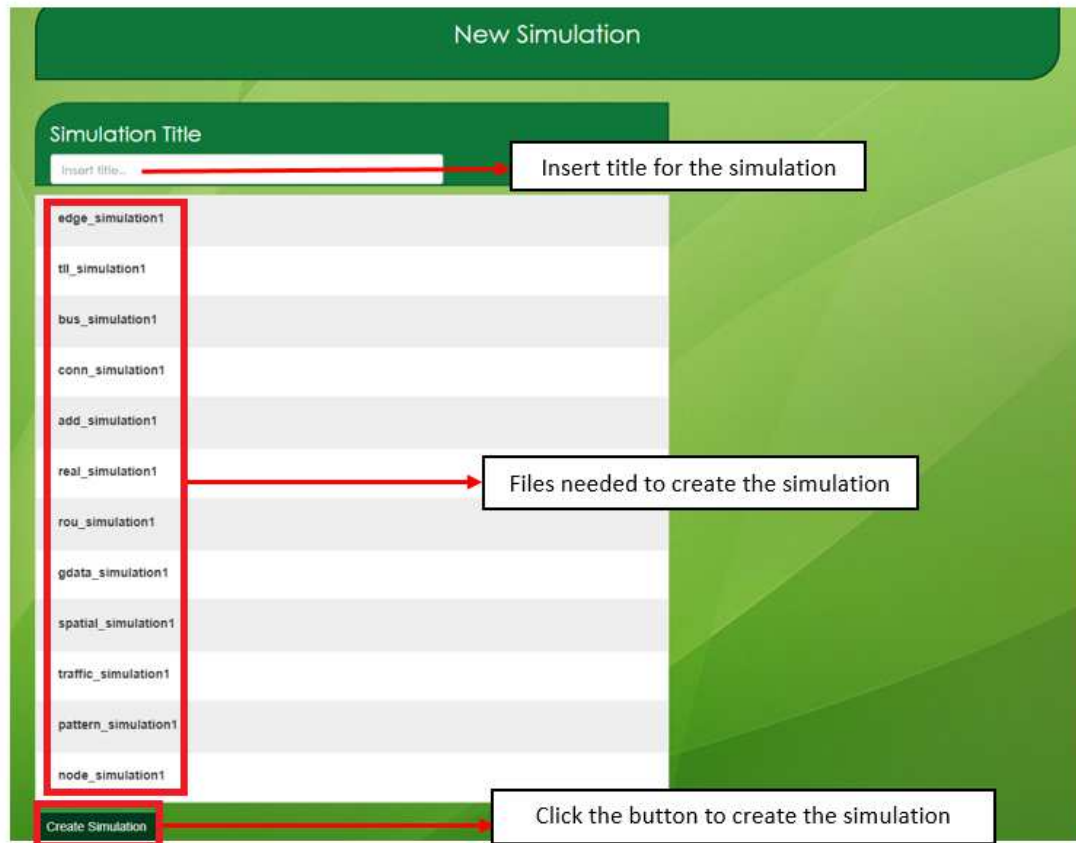 New Simulation
Simulation Title
Insert title...
Insert title for the simulation
edge_simulation1
tll_simulation1
bus_simulation1
conn_simulation1
add_simulation1
real_simulation1
Files needed to create the simulation
rou_simulation1
gdata_simulation1
spatial_simulation1
traffic_simulation1
pattern_simulation1
node_simulation1
Create Simulation
Click the button to create the simulation